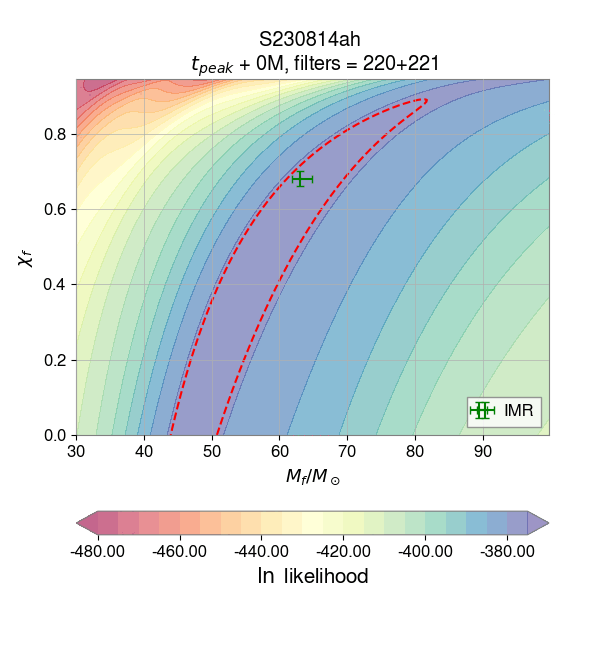 S230814ah
t_peak + 0M, filters = 220+221
χ_f
0.8
0.6
0.4
0.2
0.0
30 40 50 60 70 80 90
M_f/M_⊙
IMR
-480.00 -460.00 -440.00 -420.00 -400.00 -380.00
ln likelihood